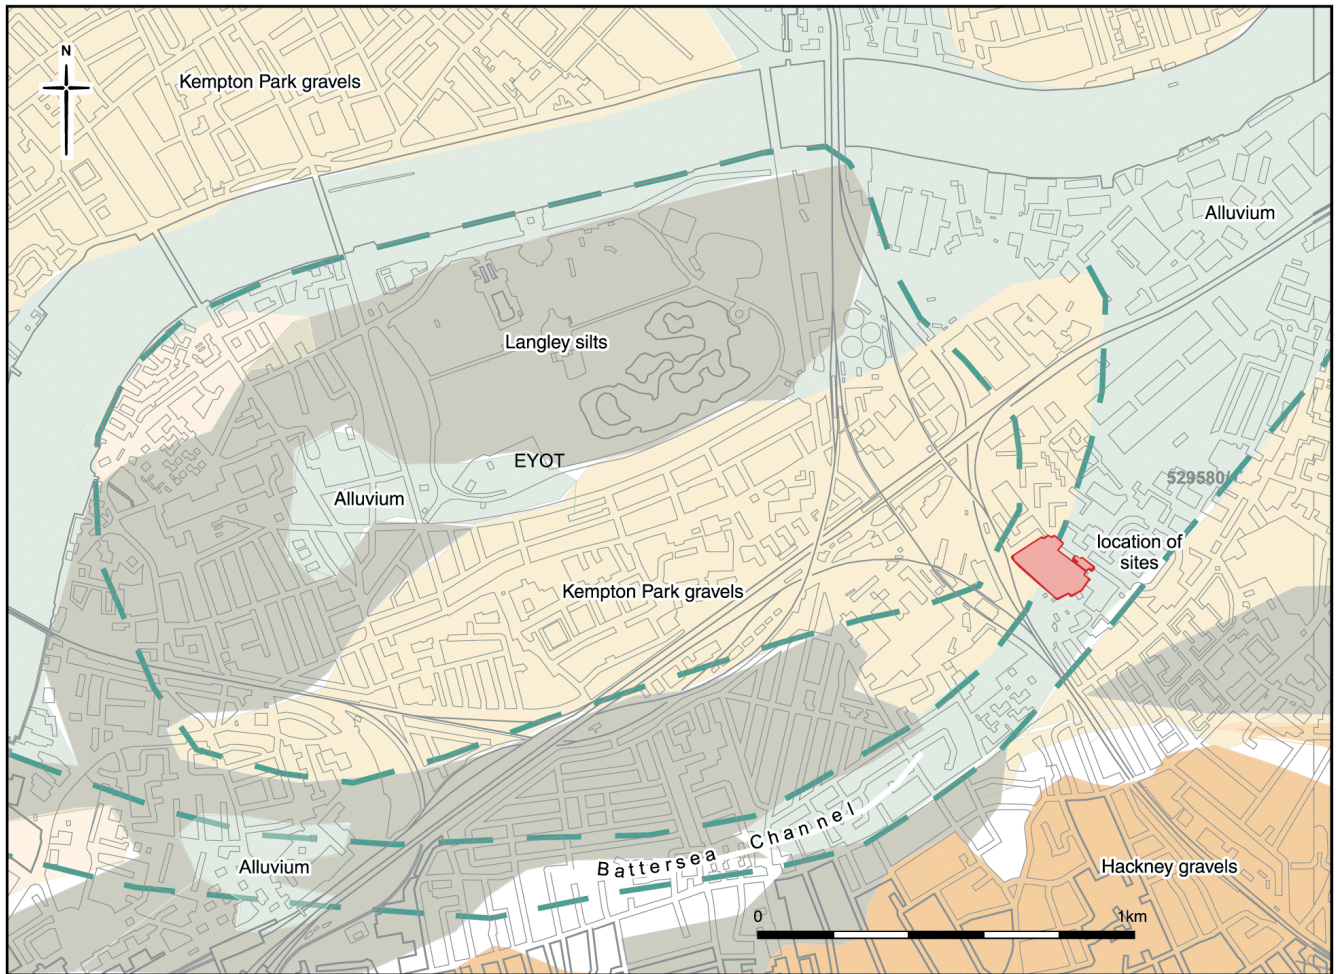 N
Kempton Park gravels
Alluvium
Langley silts
EYOT
Alluvium
529580/
location of
sites
Kempton Park gravels
Battersea Channel
Alluvium
Hackney gravels
0
1km